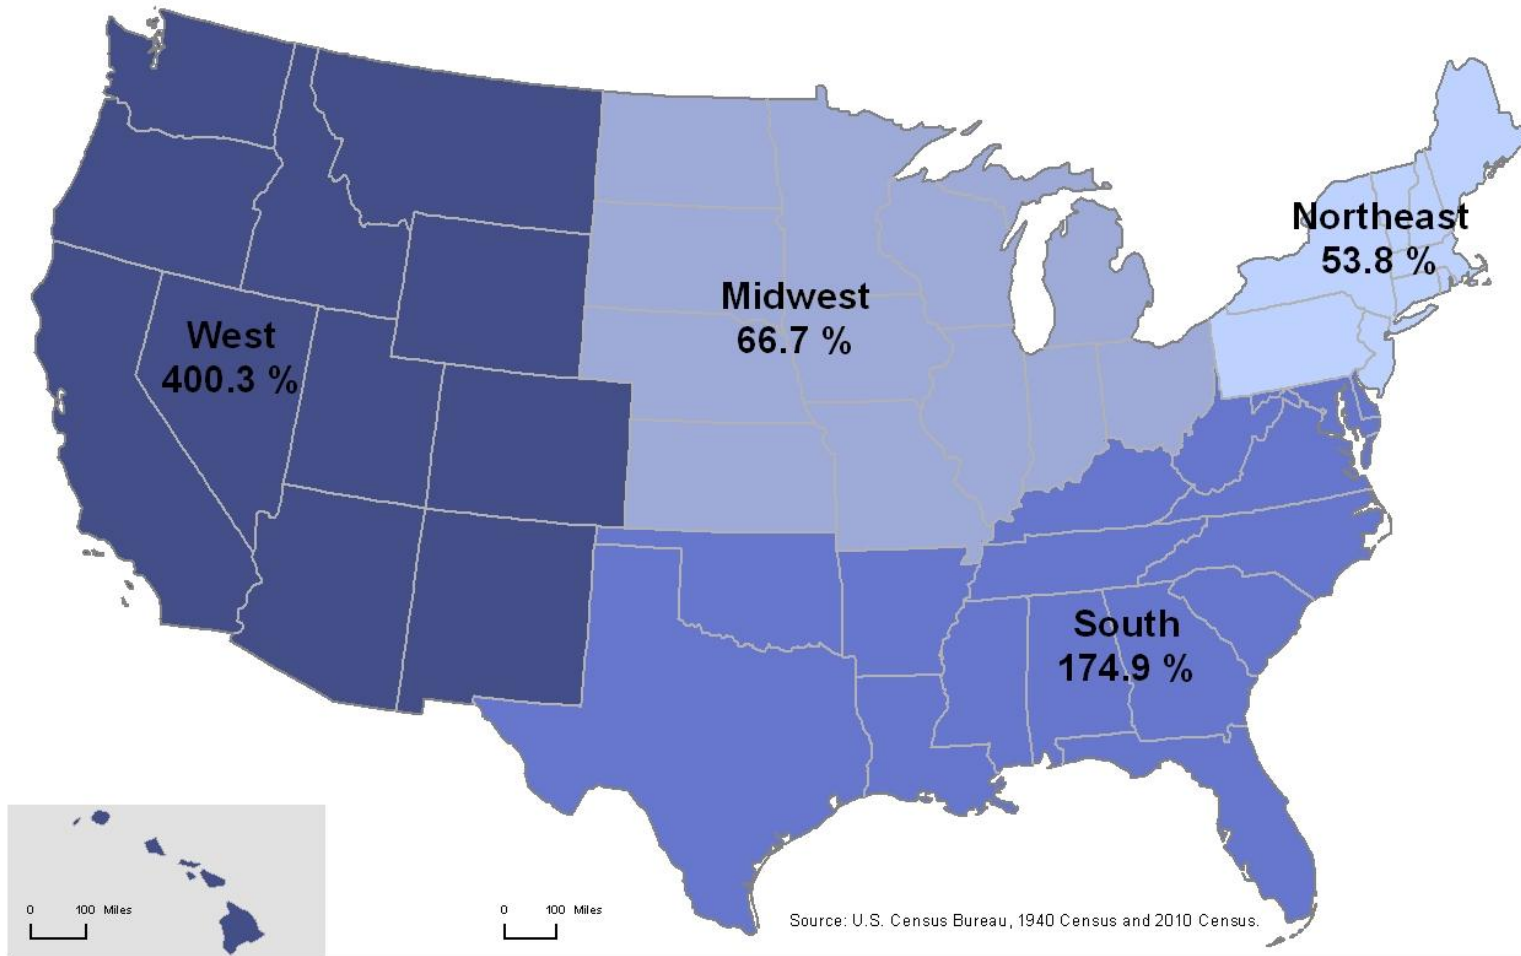 Northeast
53.8 %
Midwest
66.7 %
West
400.3 %
South
174.9 %
0 100 Miles
0 100 Miles
Source: U.S. Census Bureau, 1940 Census and 2010 Census.